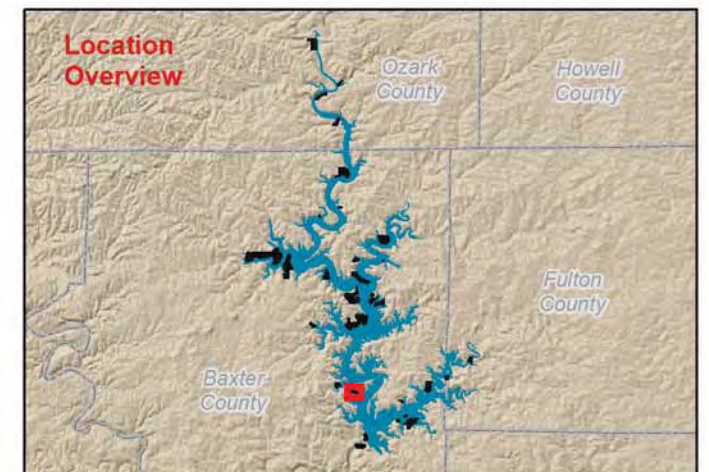 Location
Overview
Ozark
County
Howell
County
Fulton
County
Baxter
County